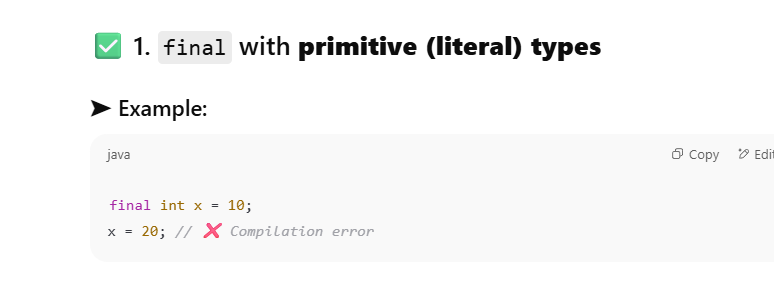 ✅ 1. final with primitive (literal) types
➤ Example:
java Copy Edit
final int x = 10;
x = 20; // ❌ Compilation error